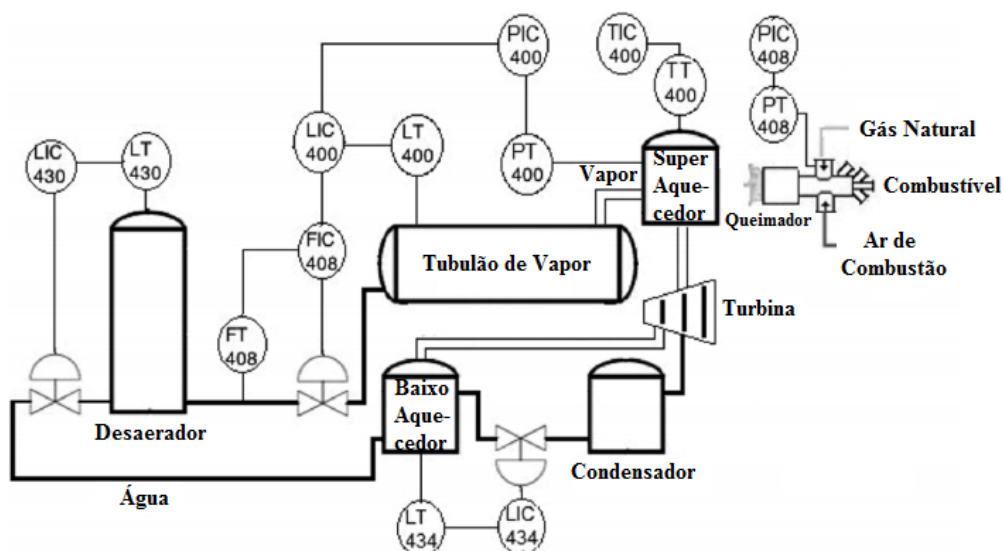 PIC
400
TIC
400
PIC
408
TT
400
PT
408
Gás Natural
LIC
430
LT
430
LIC
400
LT
400
PT
400
Vapor
Super
Aque-
cedor
Combustível
Queimador
Ar de
Combustão
FIC
408
Tubulão de Vapor
Turbina
FT
408
Baixo
Aque-
cedor
Desaerador
Condensador
Água
LT
434
LIC
434